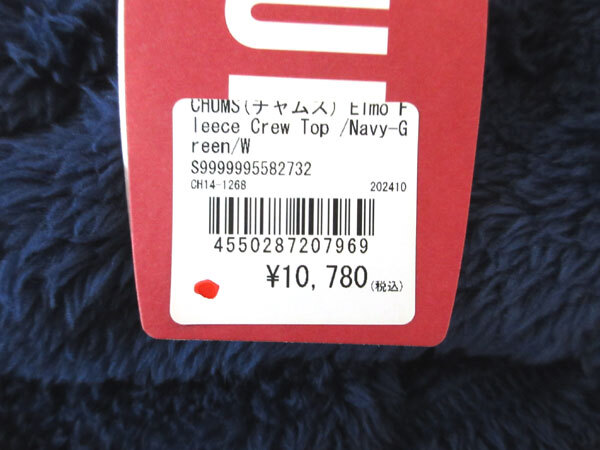 CHUMS(チャムス) Elmo F
leece Crew Top /Navy-G
reen/W
S9999995582732
CH14-1268 202410
4550287207969
¥10,780(税込)